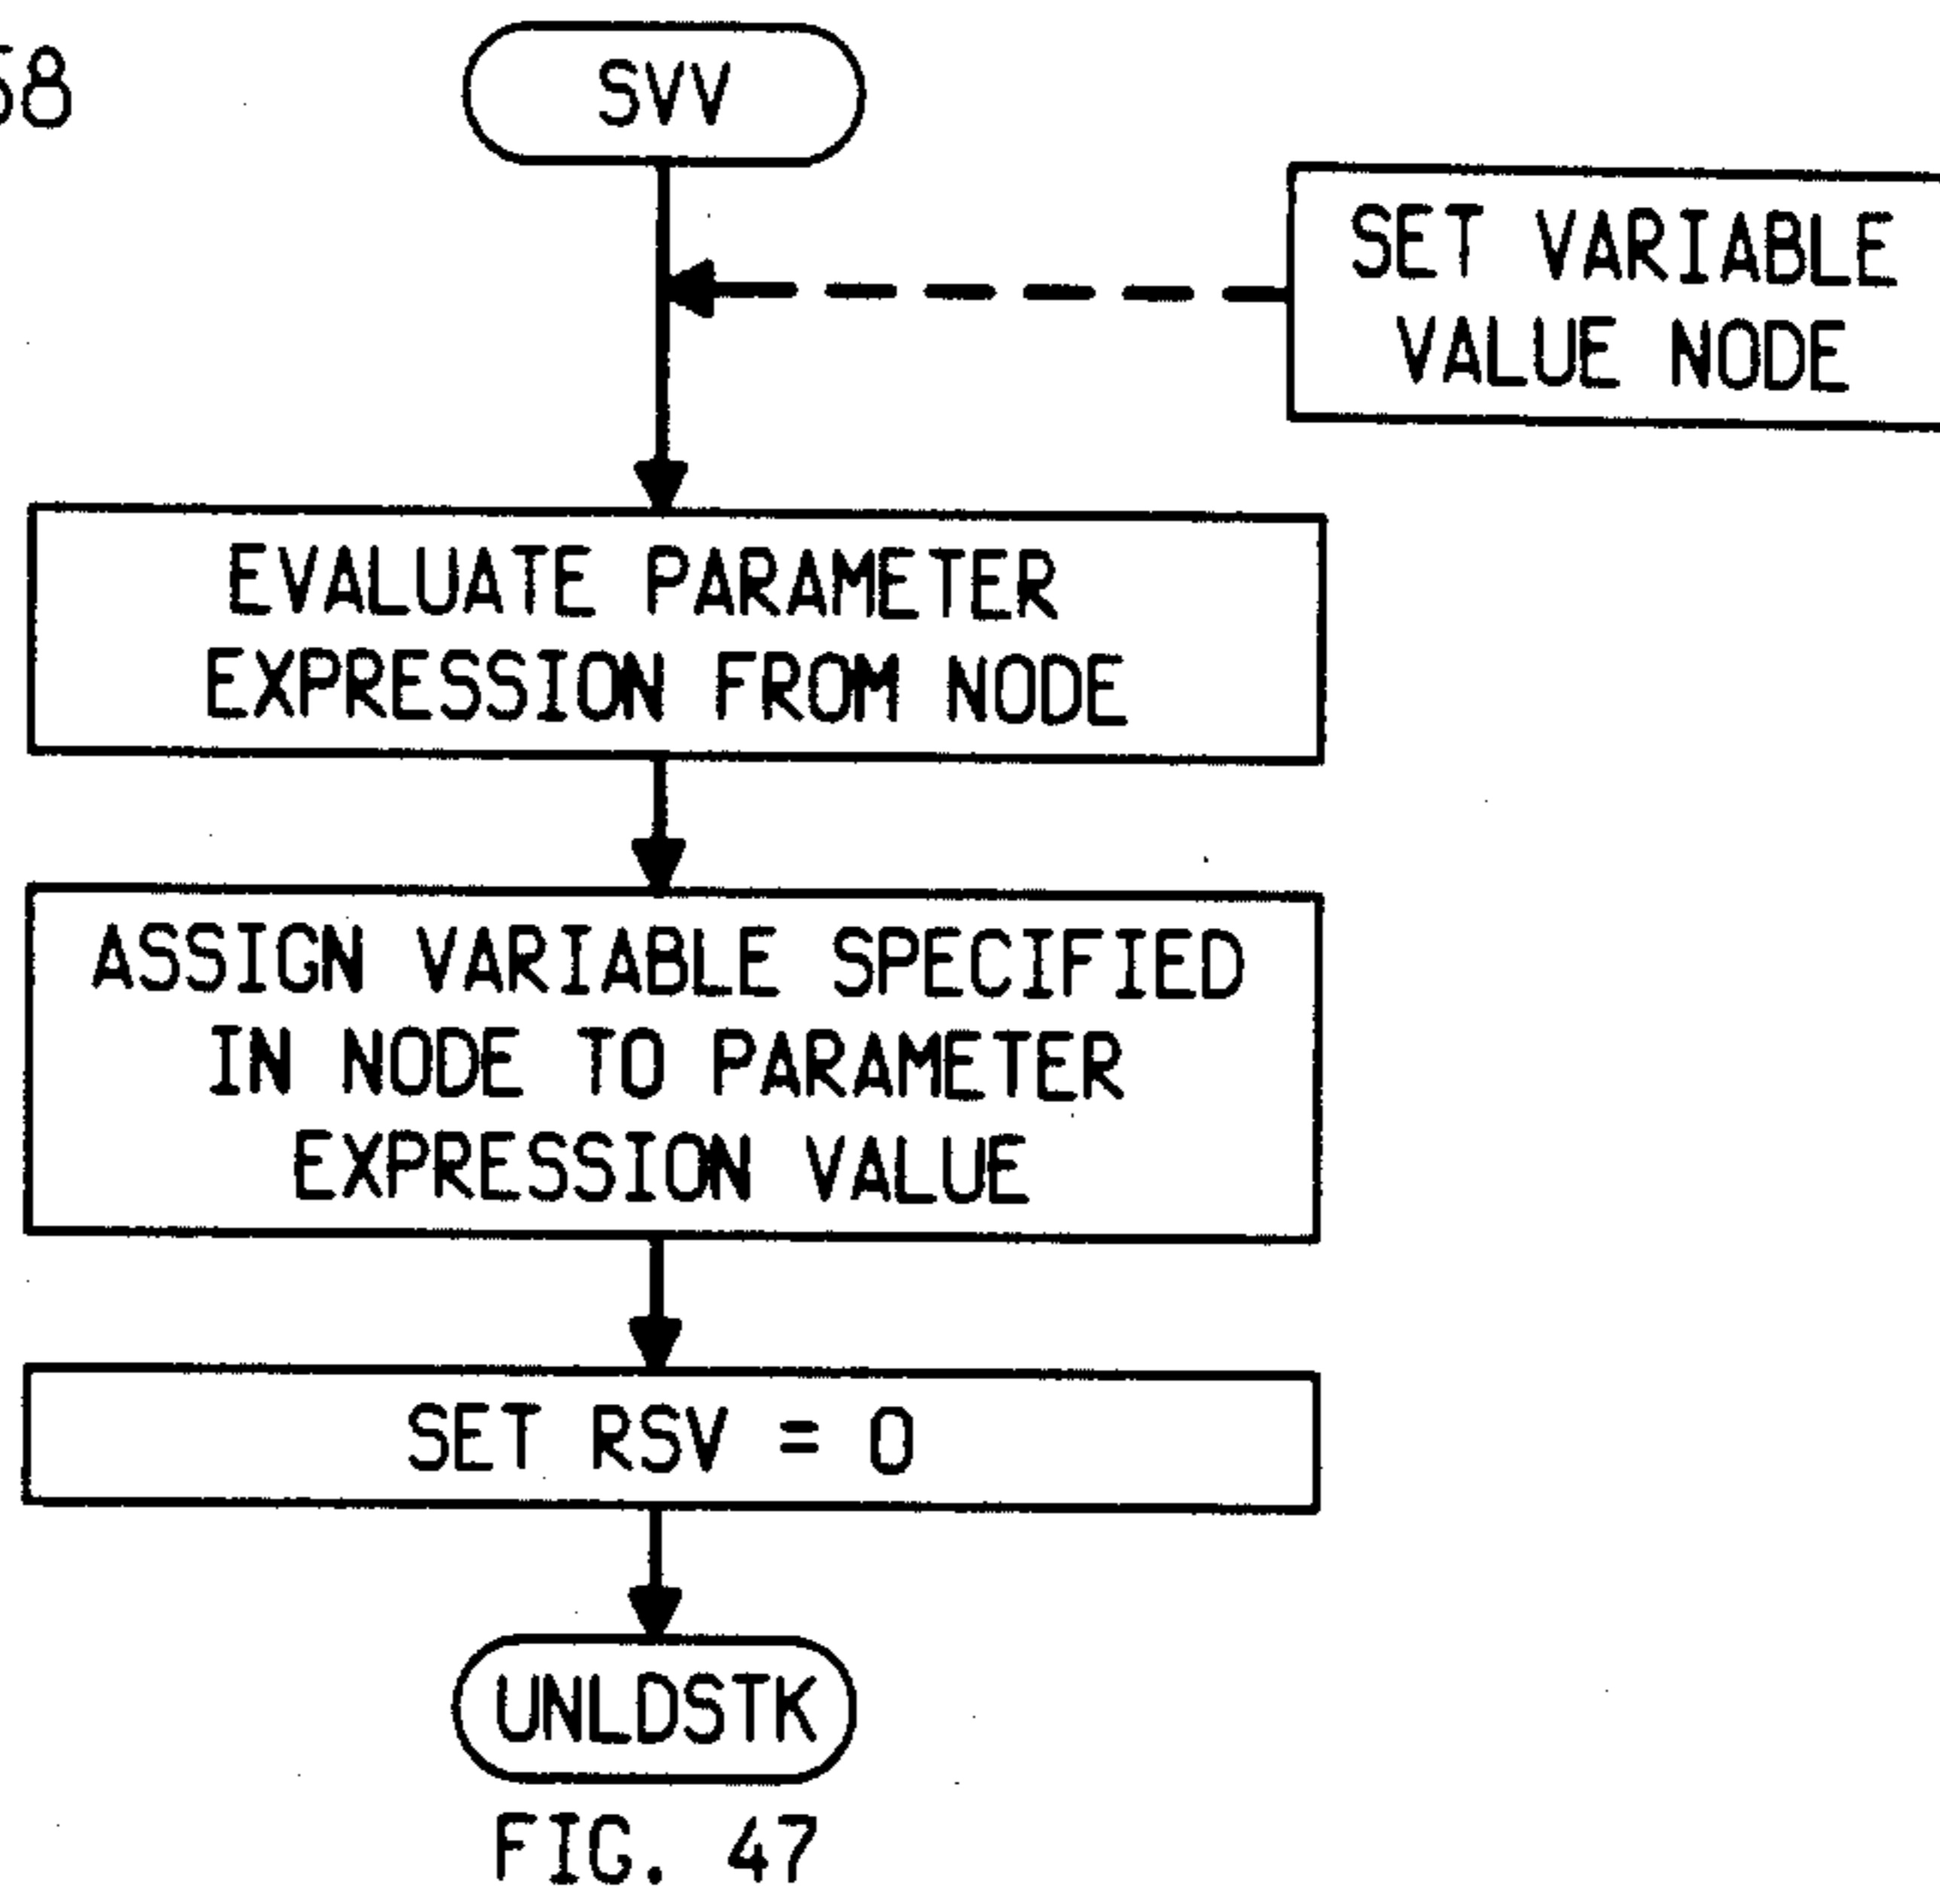 58
SVV
SET VARIABLE
VALUE NODE
EVALUATE PARAMETER
EXPRESSION FROM NODE
ASSIGN VARIABLE SPECIFIED
IN NODE TO PARAMETER
EXPRESSION VALUE
SET RSV = 0
UNLDSTK
FIG. 47